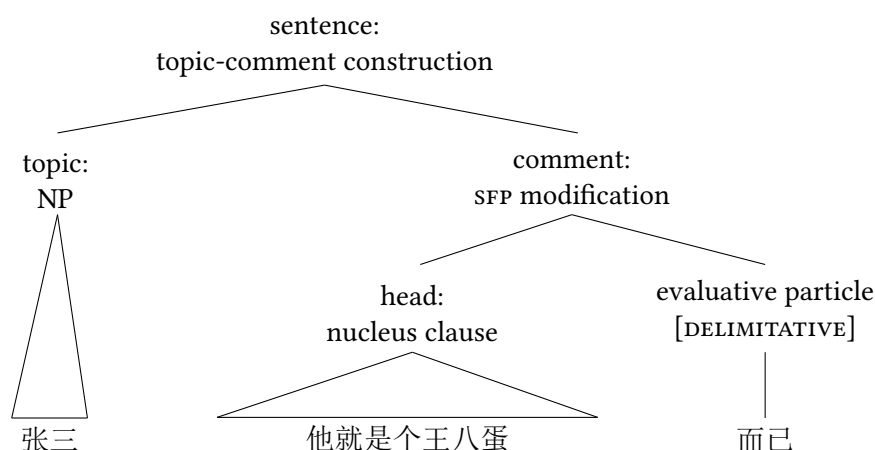 sentence:
topic-comment construction
topic:
NP
comment:
SFP modification
head:
nucleus clause
evaluative particle
[DELIMITATIVE]
张三
他就是个王八蛋
而已